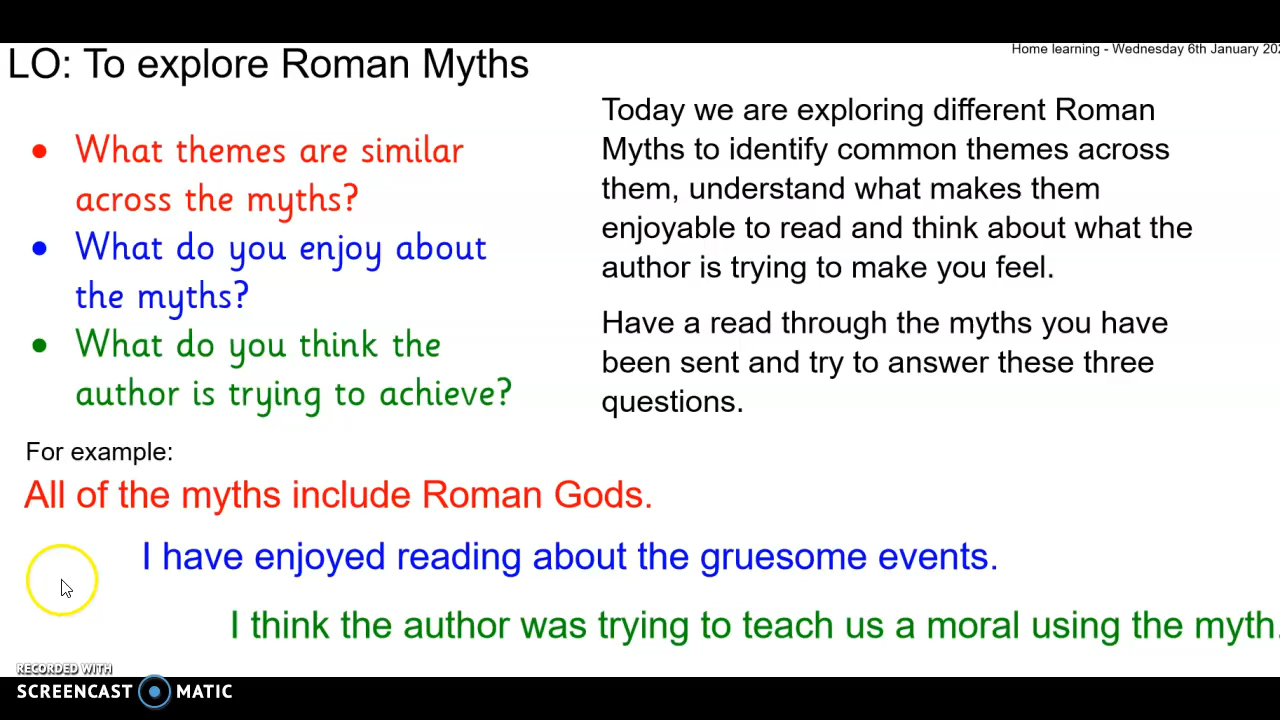 LO: To explore Roman Myths
Home learning - Wednesday 6th January
• What themes are similar
across the myths?
• What do you enjoy about
the myths?
• What do you think the
author is trying to achieve?
Today we are exploring different Roman
Myths to identify common themes across
them, understand what makes them
enjoyable to read and think about what the
author is trying to make you feel.
Have a read through the myths you have
been sent and try to answer these three
questions.
For example:
All of the myths include Roman Gods.
I have enjoyed reading about the gruesome events.
I think the author was trying to teach us a moral using the myth.
RECORDED WITH
SCREENCAST MATIC